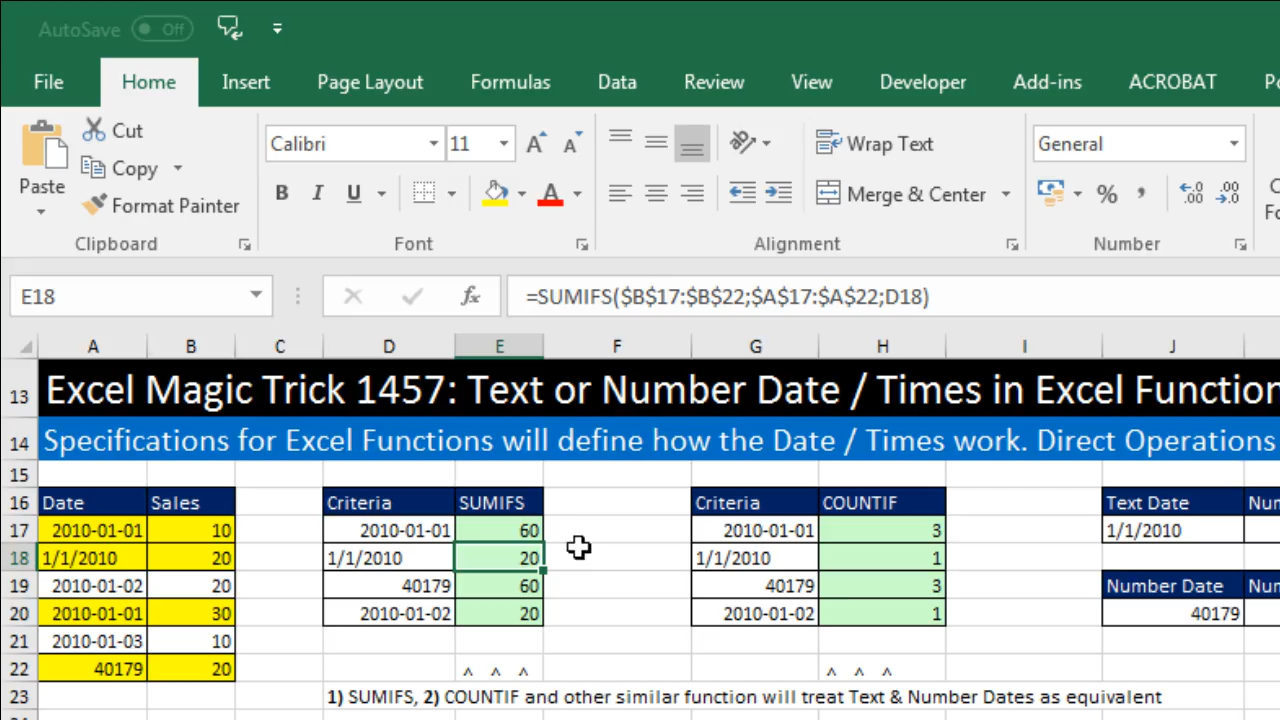 AutoSave Off
File Home Insert Page Layout Formulas Data Review View Developer Add-ins ACROBAT
Paste Cut Copy Format Painter Clipboard
Calibri 11 A A B I U A Font
Wrap Text Merge & Center Alignment
General % , .00 .00 Number
E18 fx =SUMIFS($B$17:$B$22;$A$17:$A$22;D18)
A B C D E F G H I J
13 Excel Magic Trick 1457: Text or Number Date / Times in Excel Function
14 Specifications for Excel Functions will define how the Date / Times work. Direct Operations
15
16 Date Sales Criteria SUMIFS Criteria COUNTIF Text Date
17 2010-01-01 10 2010-01-01 60 2010-01-01 3 1/1/2010
18 1/1/2010 20 1/1/2010 20 1/1/2010 1
19 2010-01-02 20 40179 60 40179 3 Number Date
20 2010-01-01 30 2010-01-02 20 2010-01-02 1 40179
21 2010-01-03 10
22 40179 20 ^ ^ ^ ^ ^ ^
23 1) SUMIFS, 2) COUNTIF and other similar function will treat Text & Number Dates as equivalent